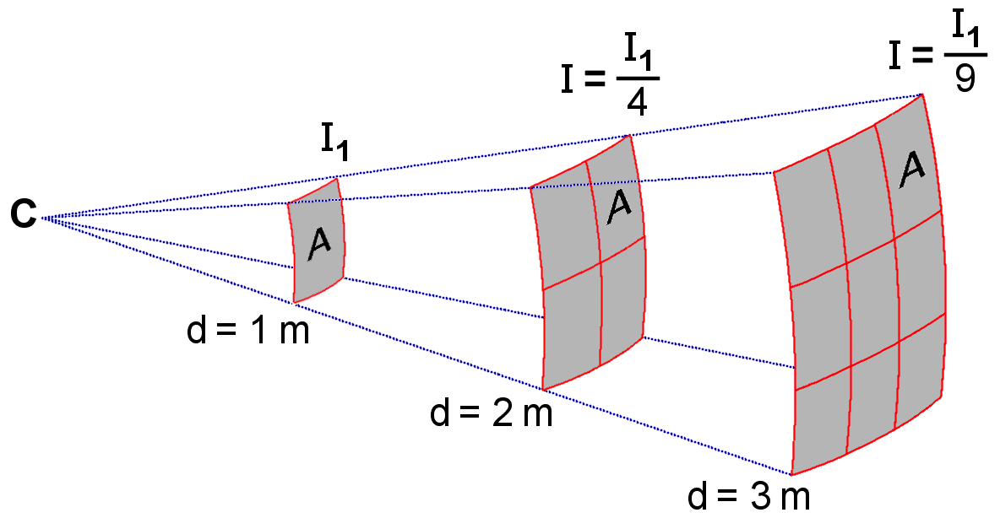 C
I₁
A
d = 1 m
I = I₁/4
A
d = 2 m
I = I₁/9
A
d = 3 m